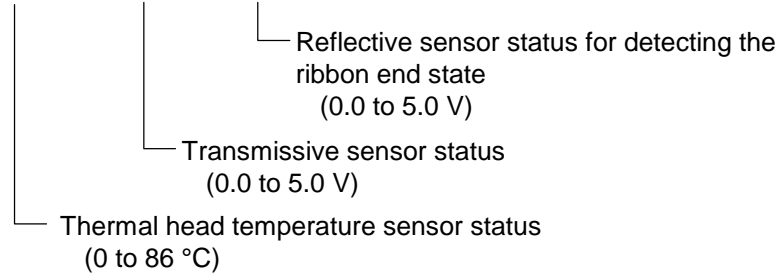 Reflective sensor status for detecting the
ribbon end state
(0.0 to 5.0 V)
Transmissive sensor status
(0.0 to 5.0 V)
Thermal head temperature sensor status
(0 to 86 °C)